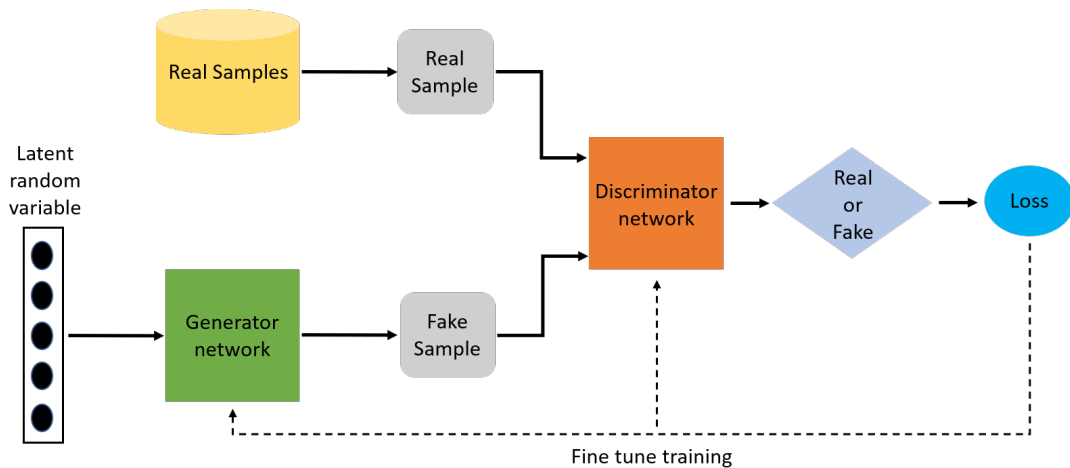 Real Samples
Real
Sample
Latent
random
variable
Discriminator
network
Real
or
Fake
Loss
Generator
network
Fake
Sample
Fine tune training